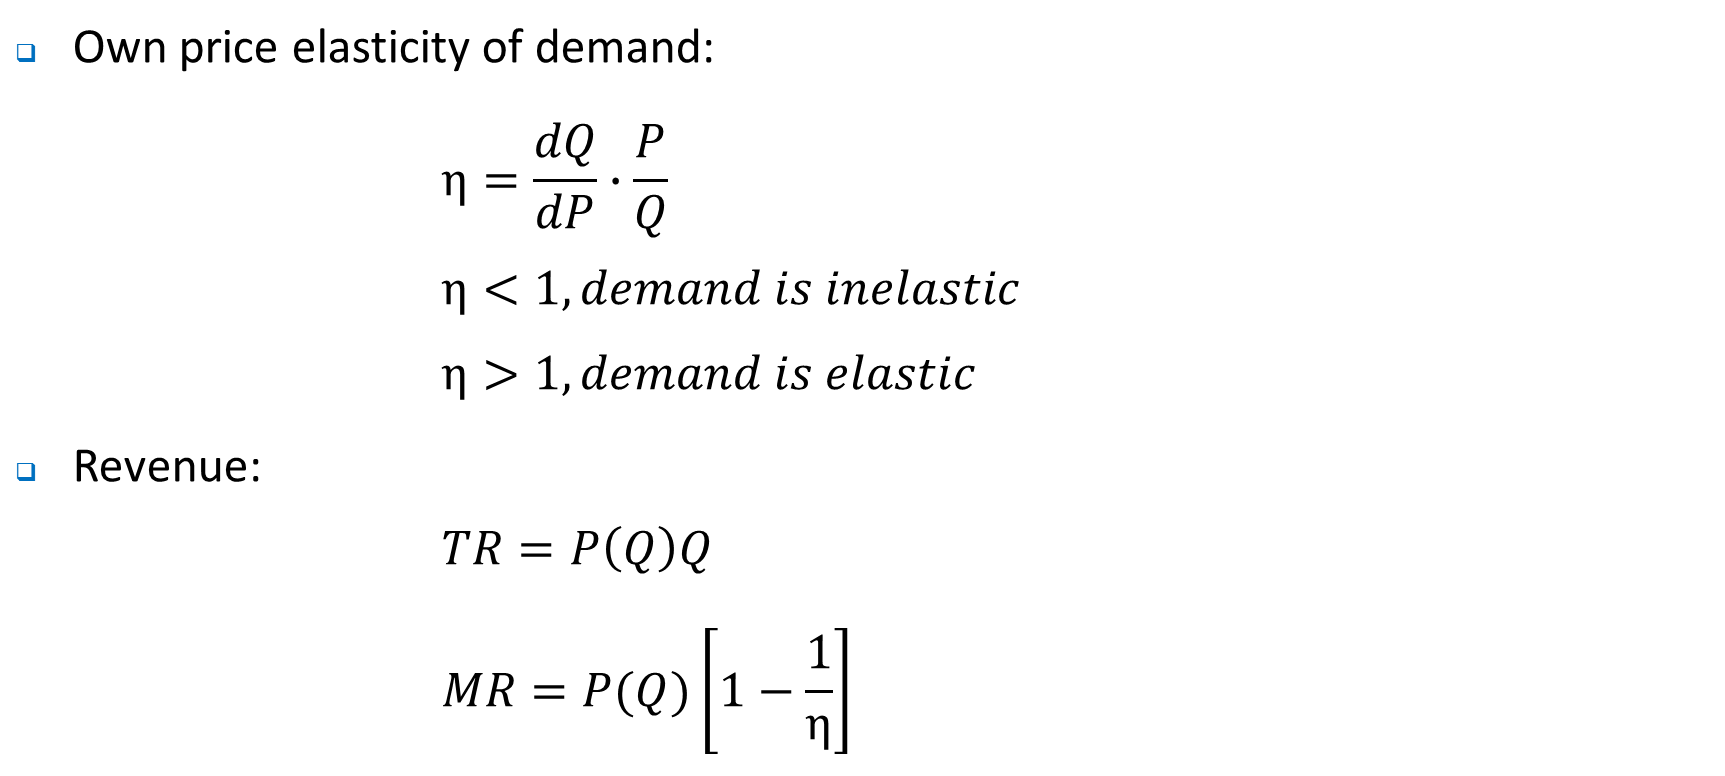 ❑ Own price elasticity of demand:
η = dQ/dP · P/Q
η < 1, demand is inelastic
η > 1, demand is elastic
❑ Revenue:
TR = P(Q)Q
MR = P(Q) [1 − 1/η]